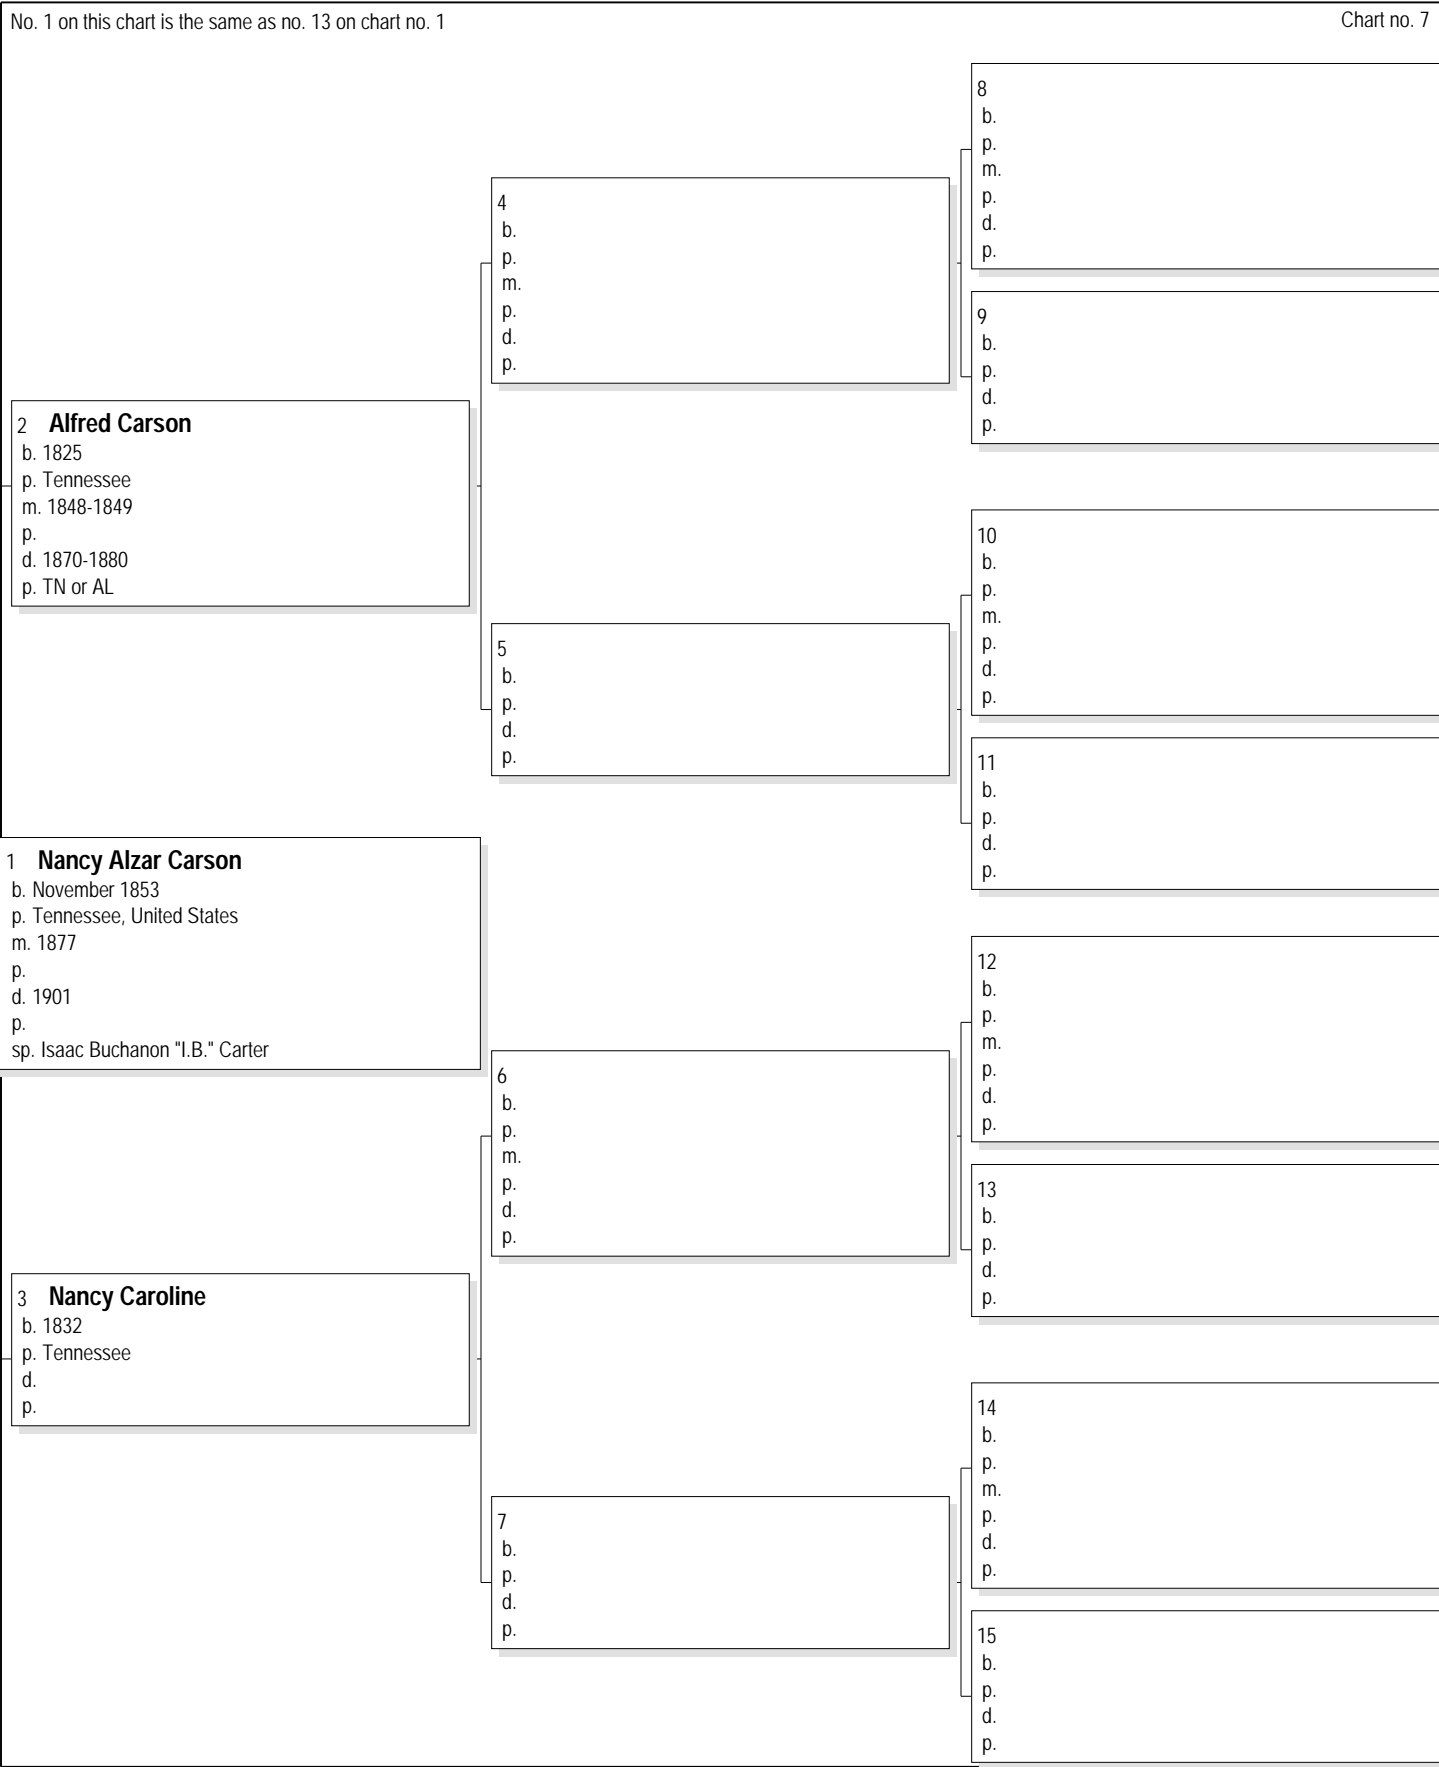 No. 1 on this chart is the same as no. 13 on chart no. 1
Chart no. 7
8
b.
p.
m.
p.
d.
p.
4
b.
p.
m.
p.
d.
p.
9
b.
p.
d.
p.
2 Alfred Carson
b. 1825
p. Tennessee
m. 1848-1849
p.
d. 1870-1880
p. TN or AL
10
b.
p.
m.
p.
d.
p.
5
b.
p.
d.
p.
11
b.
p.
d.
p.
1 Nancy Alzar Carson
b. November 1853
p. Tennessee, United States
m. 1877
p.
d. 1901
p.
sp. Isaac Buchanon "I.B." Carter
12
b.
p.
m.
p.
d.
p.
6
b.
p.
m.
p.
d.
p.
13
b.
p.
d.
p.
3 Nancy Caroline
b. 1832
p. Tennessee
d.
p.
14
b.
p.
m.
p.
d.
p.
7
b.
p.
d.
p.
15
b.
p.
d.
p.